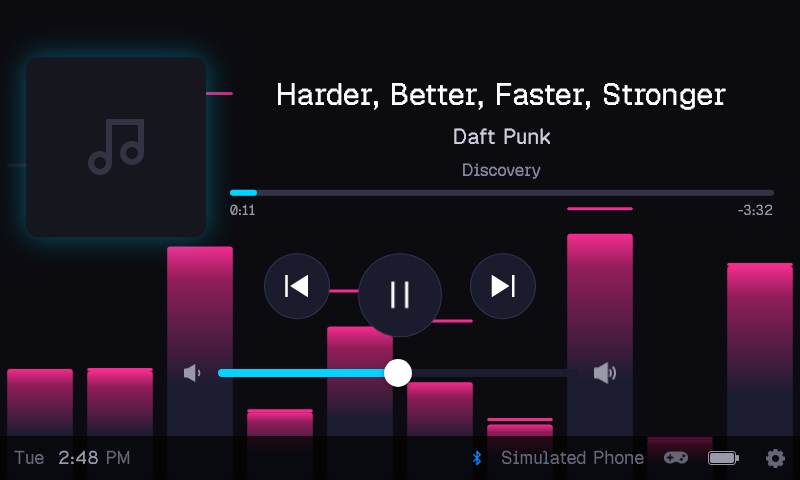 Harder, Better, Faster, Stronger
Daft Punk
Discovery
0:11
-3:32
Tue 2:48 PM
Simulated Phone